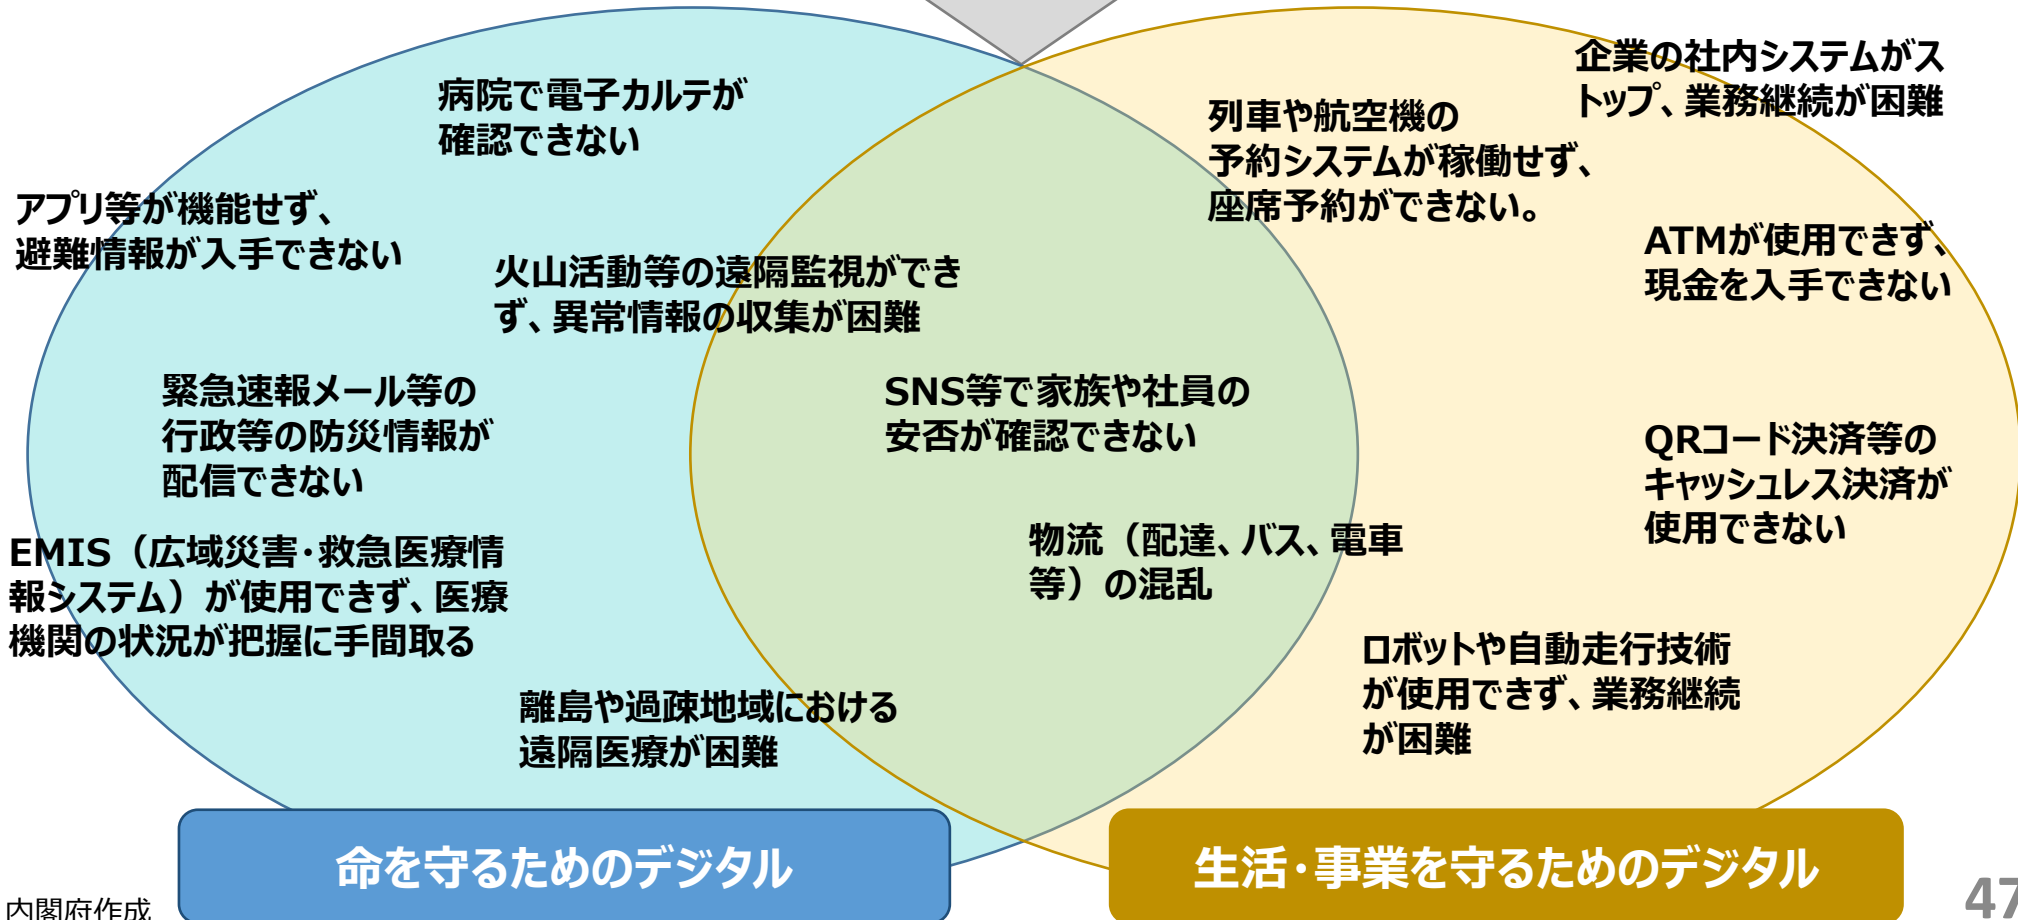 病院で電子カルテが
確認できない
アプリ等が機能せず、
避難情報が入手できない
火山活動等の遠隔監視ができ
ず、異常情報の収集が困難
緊急速報メール等の
行政等の防災情報が
配信できない
EMIS（広域災害・救急医療情
報システム）が使用できず、医療
機関の状況が把握に手間取る
離島や過疎地域における
遠隔医療が困難
SNS等で家族や社員の
安否が確認できない
物流（配達、バス、電車
等）の混乱
列車や航空機の
予約システムが稼働せず、
座席予約ができない。
企業の社内システムがス
トップ、業務継続が困難
ATMが使用できず、
現金を入手できない
QRコード決済等の
キャッシュレス決済が
使用できない
ロボットや自動走行技術
が使用できず、業務継続
が困難
命を守るためのデジタル
生活・事業を守るためのデジタル
内閣府作成
47